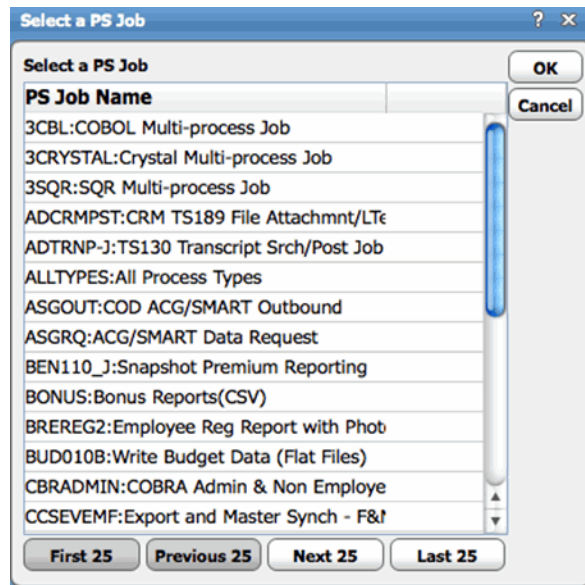 Select a PS Job
? X
Select a PS Job
OK
PS Job Name
Cancel
3CBL:COBOL Multi-process Job
3CRYSTAL:Crystal Multi-process Job
3SQR:SQR Multi-process Job
ADCRMPST:CRM TS189 File Attachmnt/LTe
ADTRNP-J:TS130 Transcript Srch/Post Job
ALLTYPES:All Process Types
ASGOUT:COD ACG/SMART Outbound
ASGRQ:ACG/SMART Data Request
BEN110_J:Snapshot Premium Reporting
BONUS:Bonus Reports(CSV)
BREREG2:Employee Reg Report with Phot
BUD010B:Write Budget Data (Flat Files)
CBRADMIN:COBRA Admin & Non Employe
CCSEVEMF:Export and Master Synch - F&
First 25 Previous 25 Next 25 Last 25